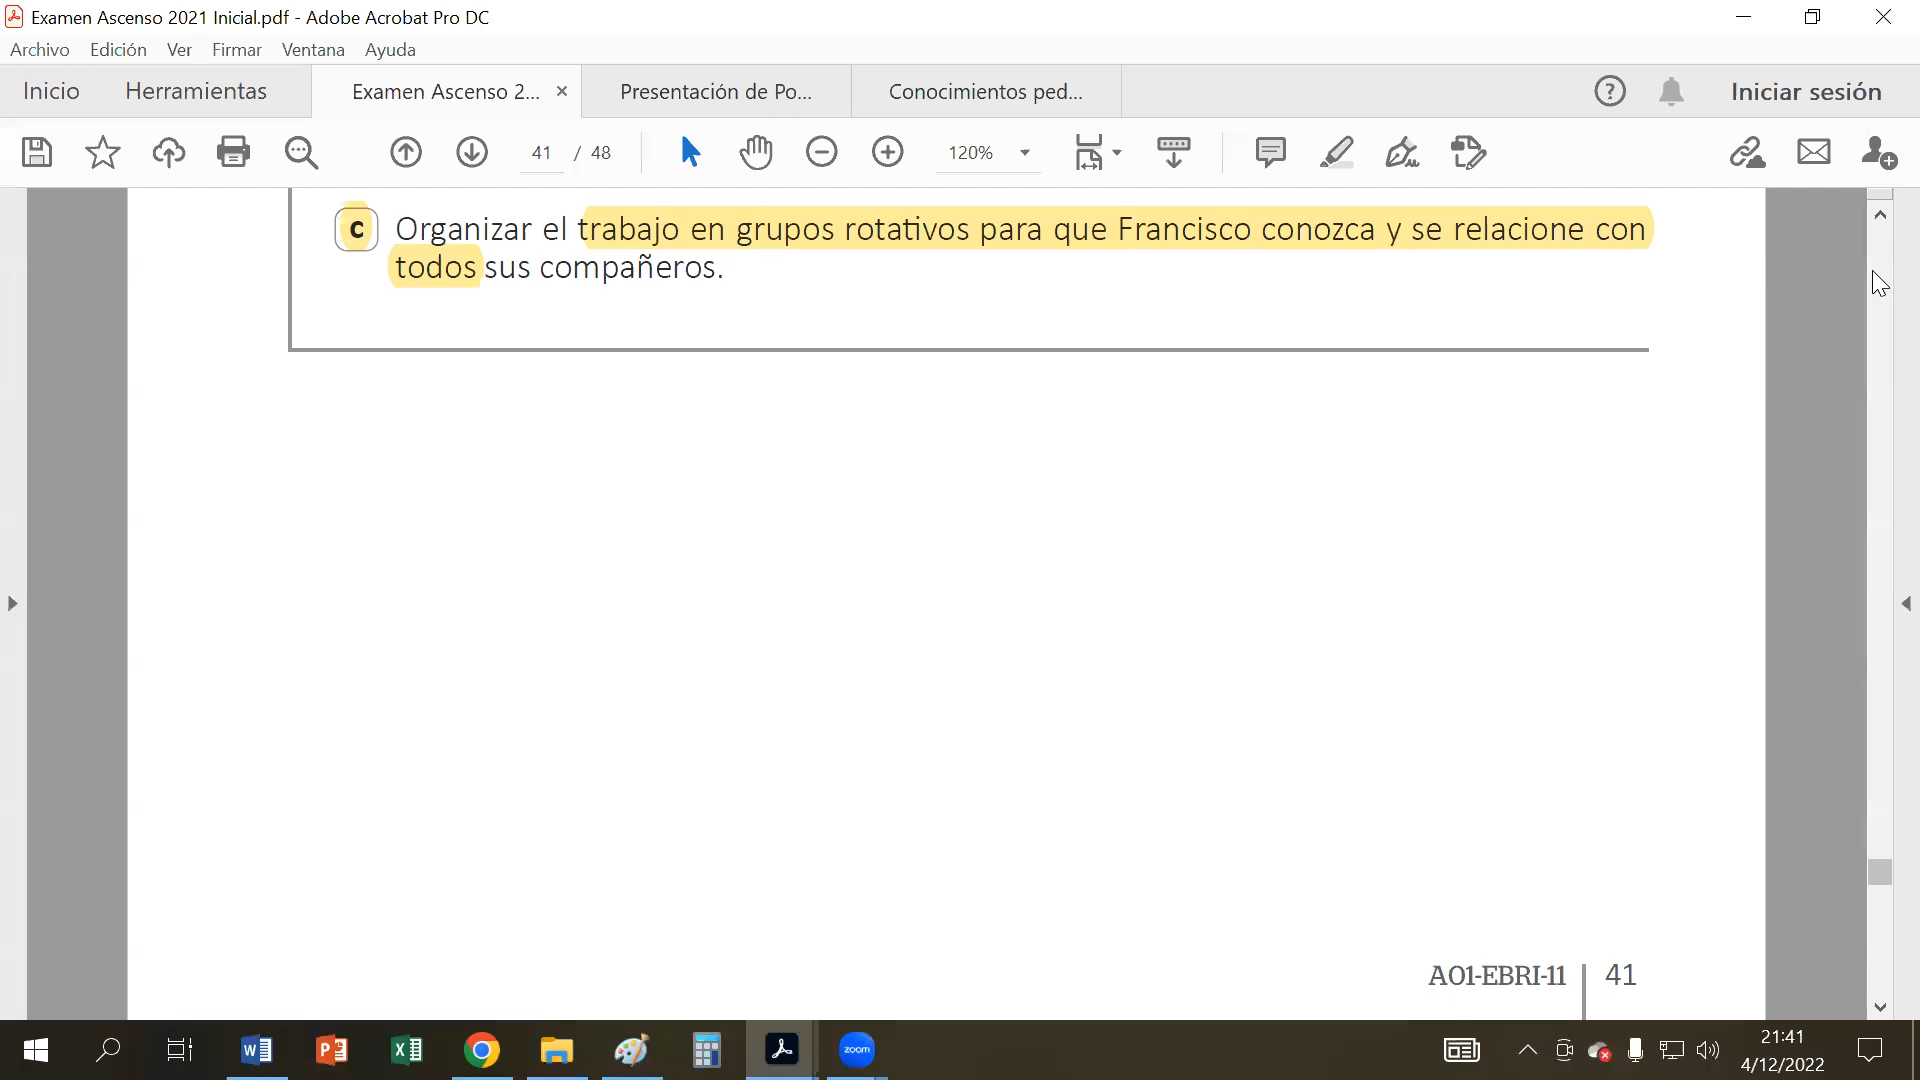 Examen Ascenso 2021 Inicial.pdf - Adobe Acrobat Pro DC
Archivo Edición Ver Firmar Ventana Ayuda
Inicio Herramientas Examen Ascenso 2... × Presentación de Po... Conocimientos ped... ? Iniciar sesión
41 / 48 120%
c Organizar el trabajo en grupos rotativos para que Francisco conozca y se relacione con
todos sus compañeros.
A01-EBRI-11 41
zoom
21:41
4/12/2022